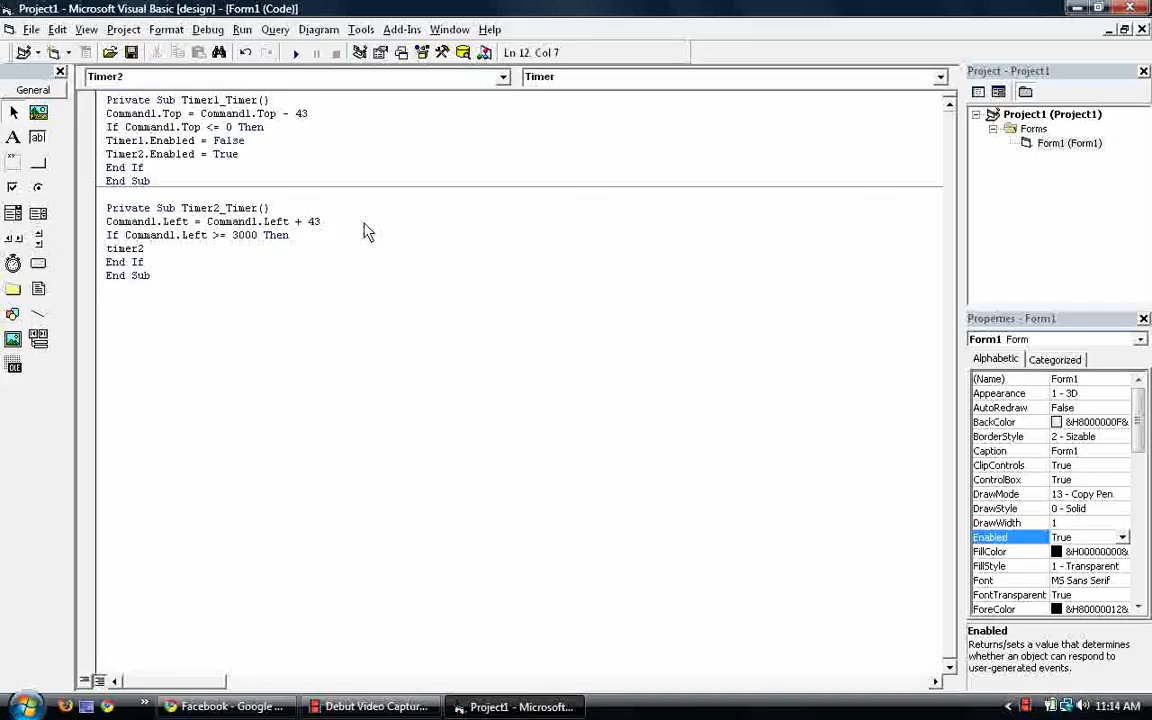 Project1 - Microsoft Visual Basic [design] - [Form1 (Code)]
File Edit View Project Format Debug Run Query Diagram Tools Add-Ins Window Help
Ln 12, Col 7
General
Timer2
Timer
Private Sub Timer1_Timer()
Command1.Top = Command1.Top - 43
If Command1.Top <= 0 Then
Timer1.Enabled = False
Timer2.Enabled = True
End If
End Sub
Private Sub Timer2_Timer()
Command1.Left = Command1.Left + 43
If Command1.Left >= 3000 Then
timer2
End If
End Sub
Project - Project1
Project1 (Project1)
Forms
Form1 (Form1)
Properties - Form1
Form1 Form
Alphabetic Categorized
(Name) Form1
Appearance 1 - 3D
AutoRedraw False
BackColor &H8000000F&
BorderStyle 2 - Sizable
Caption Form1
ClipControls True
ControlBox True
DrawMode 13 - Copy Pen
DrawStyle 0 - Solid
DrawWidth 1
Enabled True
FillColor &H00000000&
FillStyle 1 - Transparent
Font MS Sans Serif
FontTransparent True
ForeColor &H80000012&
Enabled
Returns/sets a value that determines
whether an object can respond to
user-generated events.
Facebook - Google ...
Debut Video Captur...
Project1 - Microsoft...
11:14 AM